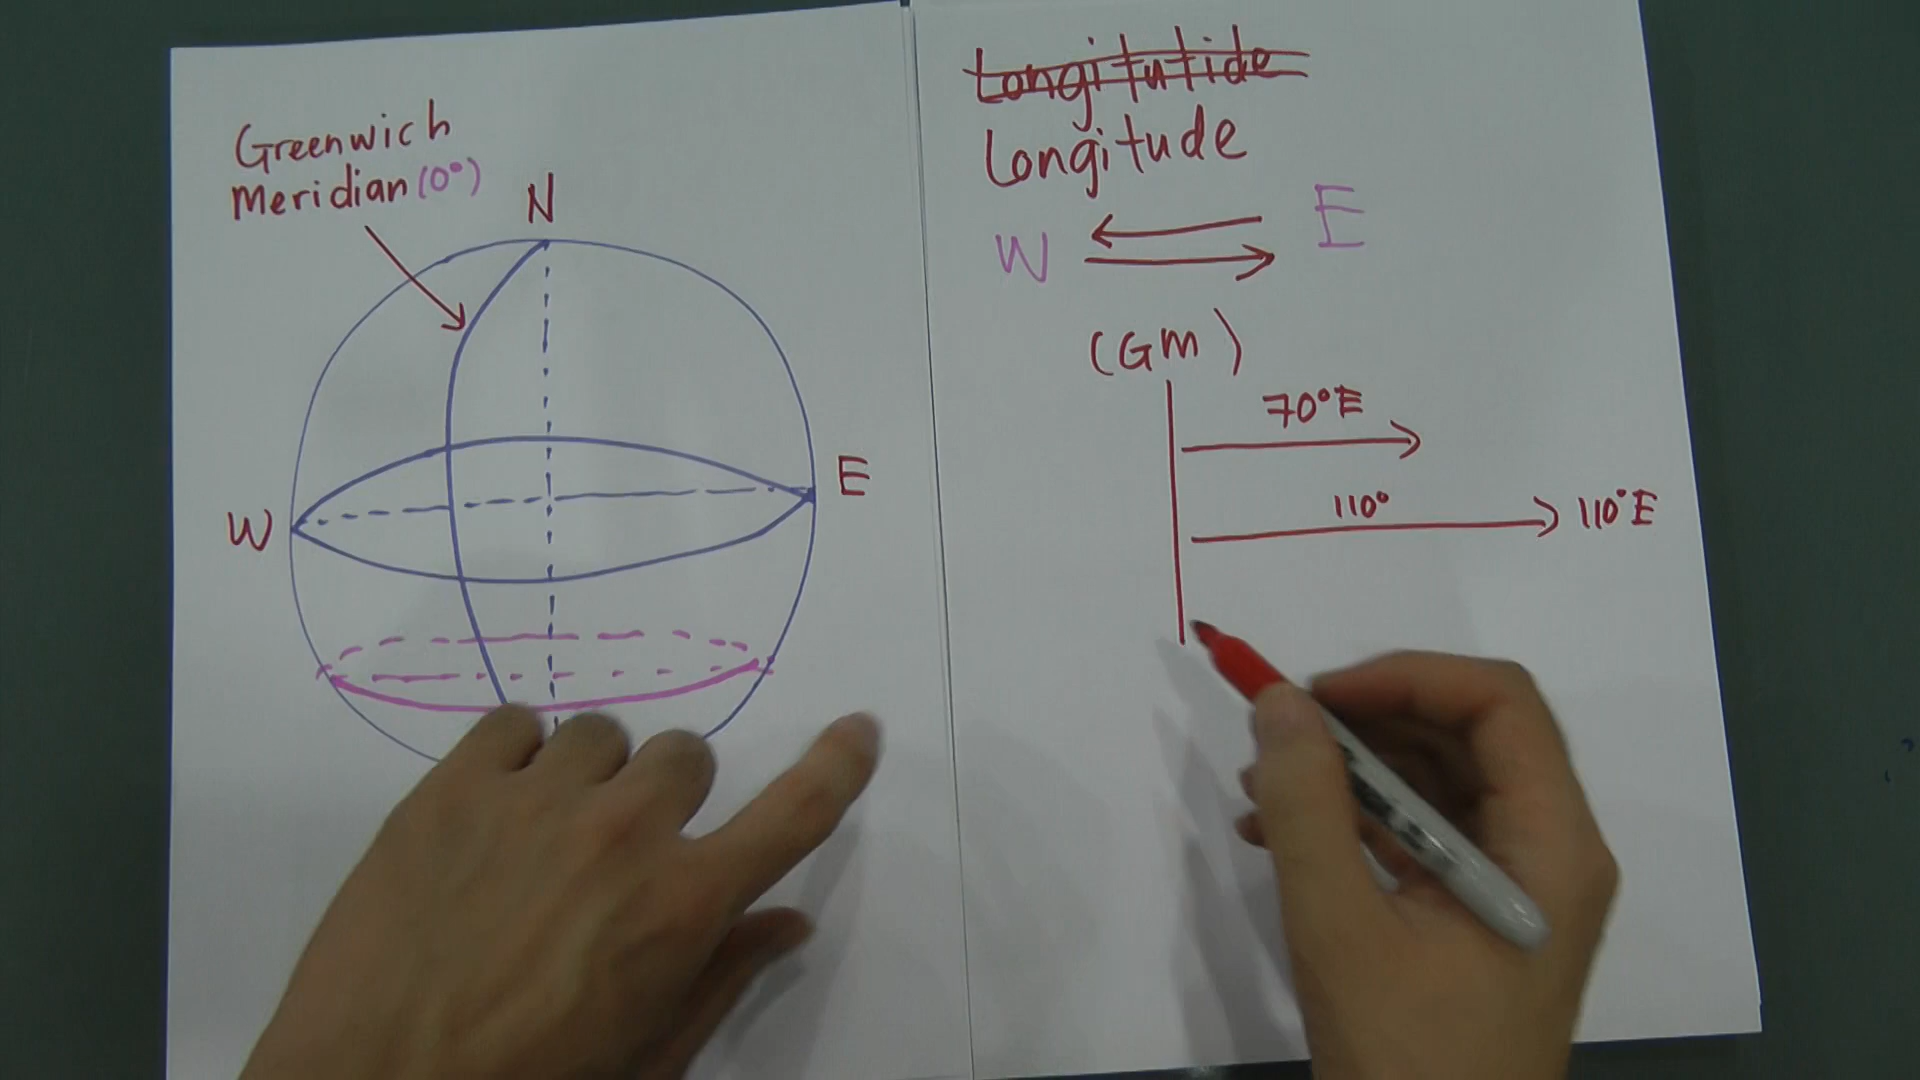 Greenwich
Meridian (0°)
N
W
E
Longitutide
Longitude
W
E
(GM)
70°E
110°
110°E